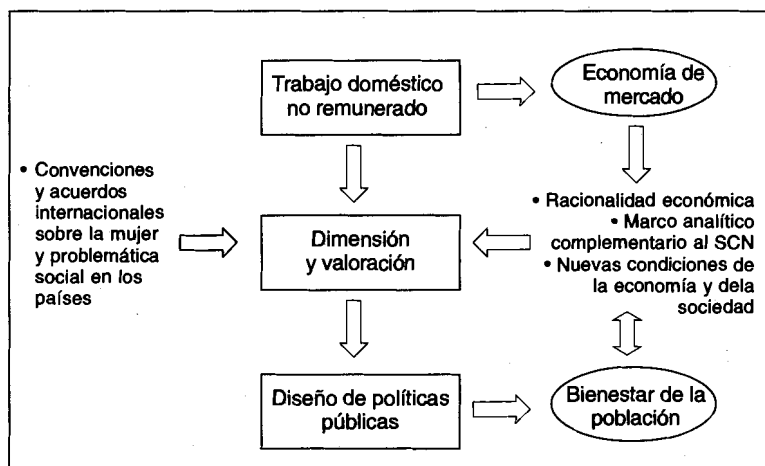 Trabajo doméstico
no remunerado
Economía de
mercado
• Convenciones
y acuerdos
internacionales
sobre la mujer
y problemática
social en los
países
Dimensión
y valoración
• Racionalidad económica
• Marco analítico
complementario al SCN
• Nuevas condiciones de
la economía y dela
sociedad
Diseño de políticas
públicas
Bienestar de la
población